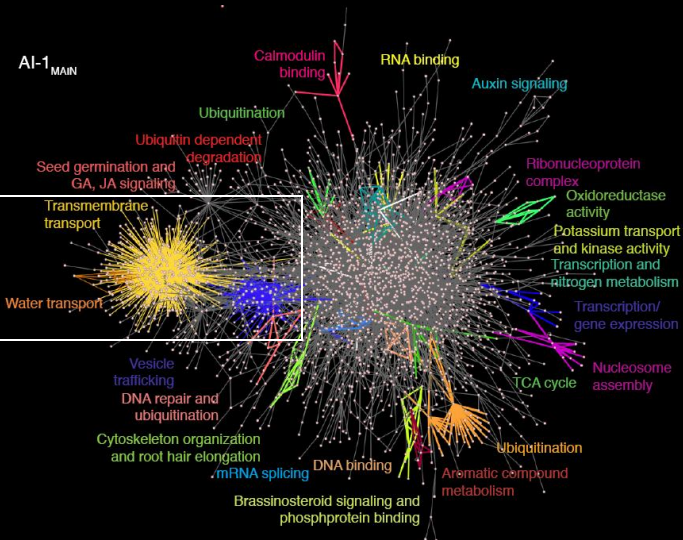 AI-1MAIN
Calmodulin
binding
RNA binding
Auxin signaling
Ubiquitination
Ubiquitin dependent
degradation
Seed germination and
GA, JA signaling
Ribonucleoprotein
complex
Oxidoreductase
activity
Transmembrane
transport
Potassium transport
and kinase activity
Transcription and
nitrogen metabolism
Water transport
Transcription/
gene expression
Vesicle
trafficking
Nucleosome
assembly
TCA cycle
DNA repair and
ubiquitination
Cytoskeleton organization
and root hair elongation
Ubiquitination
mRNA splicing
DNA binding
Aromatic compound
metabolism
Brassinosteroid signaling and
phosphprotein binding